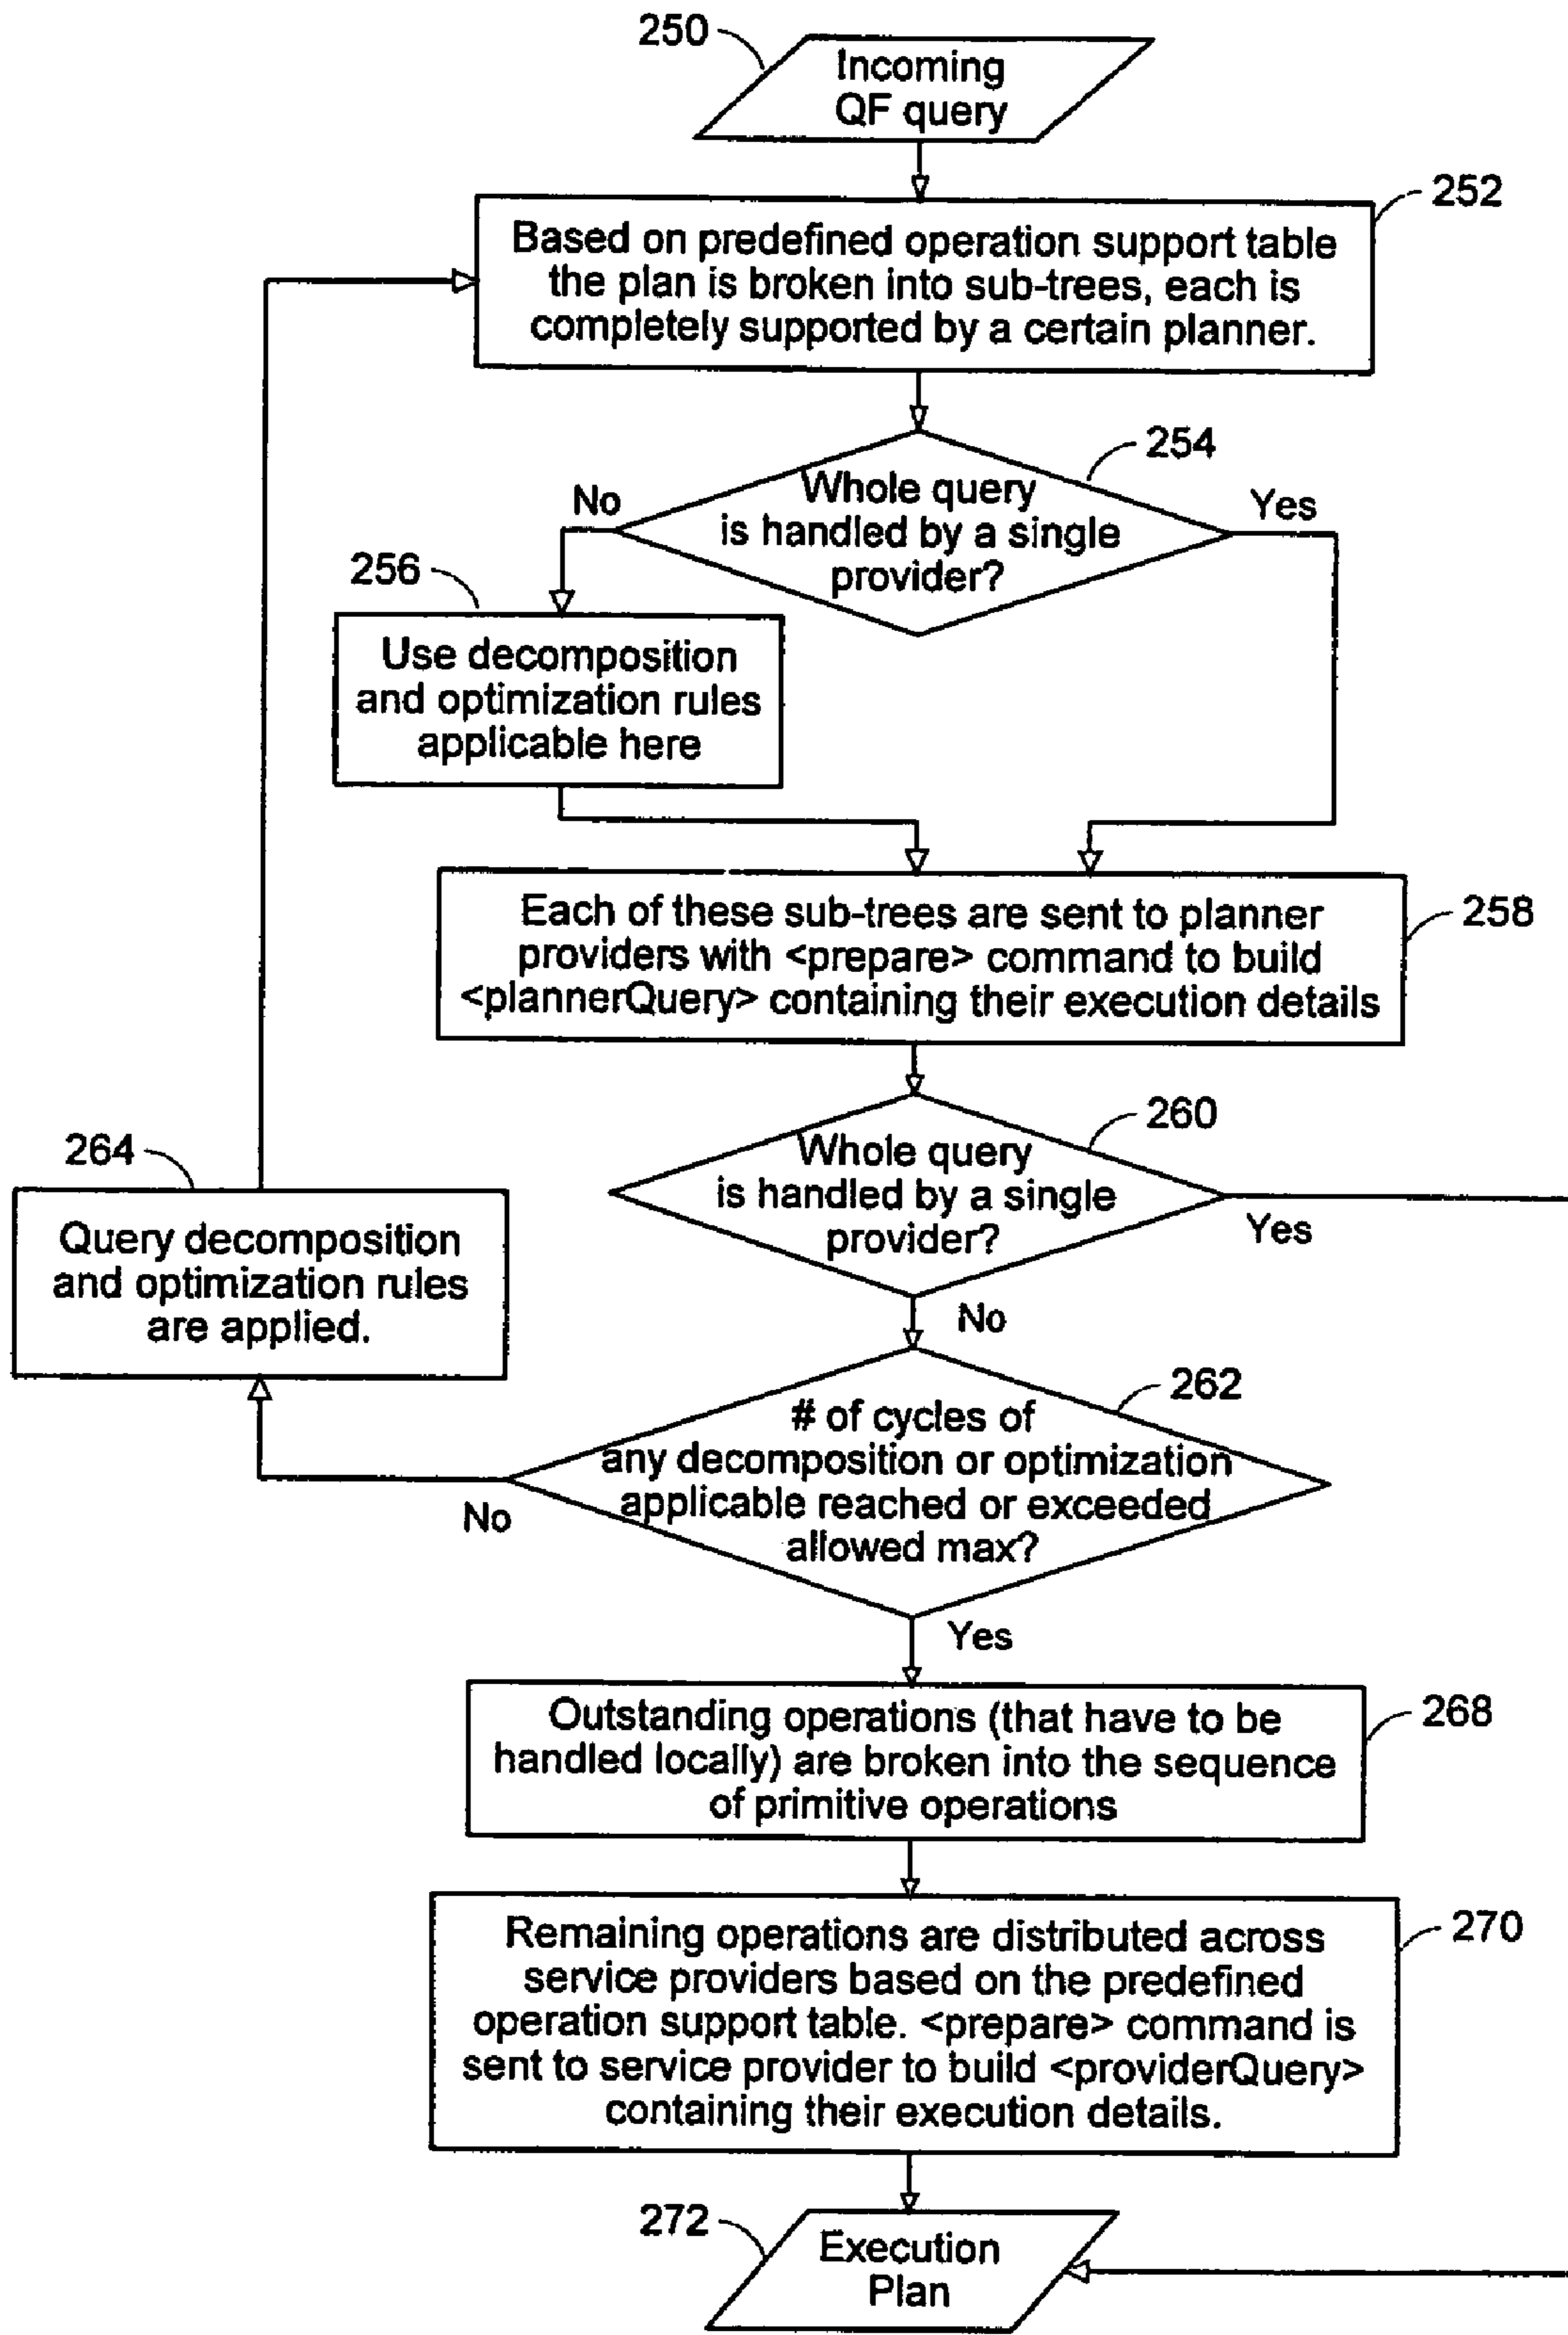 250
Incoming
QF query
252
Based on predefined operation support table
the plan is broken into sub-trees, each is
completely supported by a certain planner.
254
No
Whole query
is handled by a single
provider?
Yes
256
Use decomposition
and optimization rules
applicable here
Each of these sub-trees are sent to planner
providers with <prepare> command to build
<plannerQuery> containing their execution details
258
260
264
Whole query
is handled by a single
provider?
Yes
Query decomposition
and optimization rules
are applied.
No
262
# of cycles of
any decomposition or optimization
applicable reached or exceeded
allowed max?
No
Yes
Outstanding operations (that have to be
handled locally) are broken into the sequence
of primitive operations
268
Remaining operations are distributed across
service providers based on the predefined
operation support table. <prepare> command is
sent to service provider to build <providerQuery>
containing their execution details.
270
272
Execution
Plan